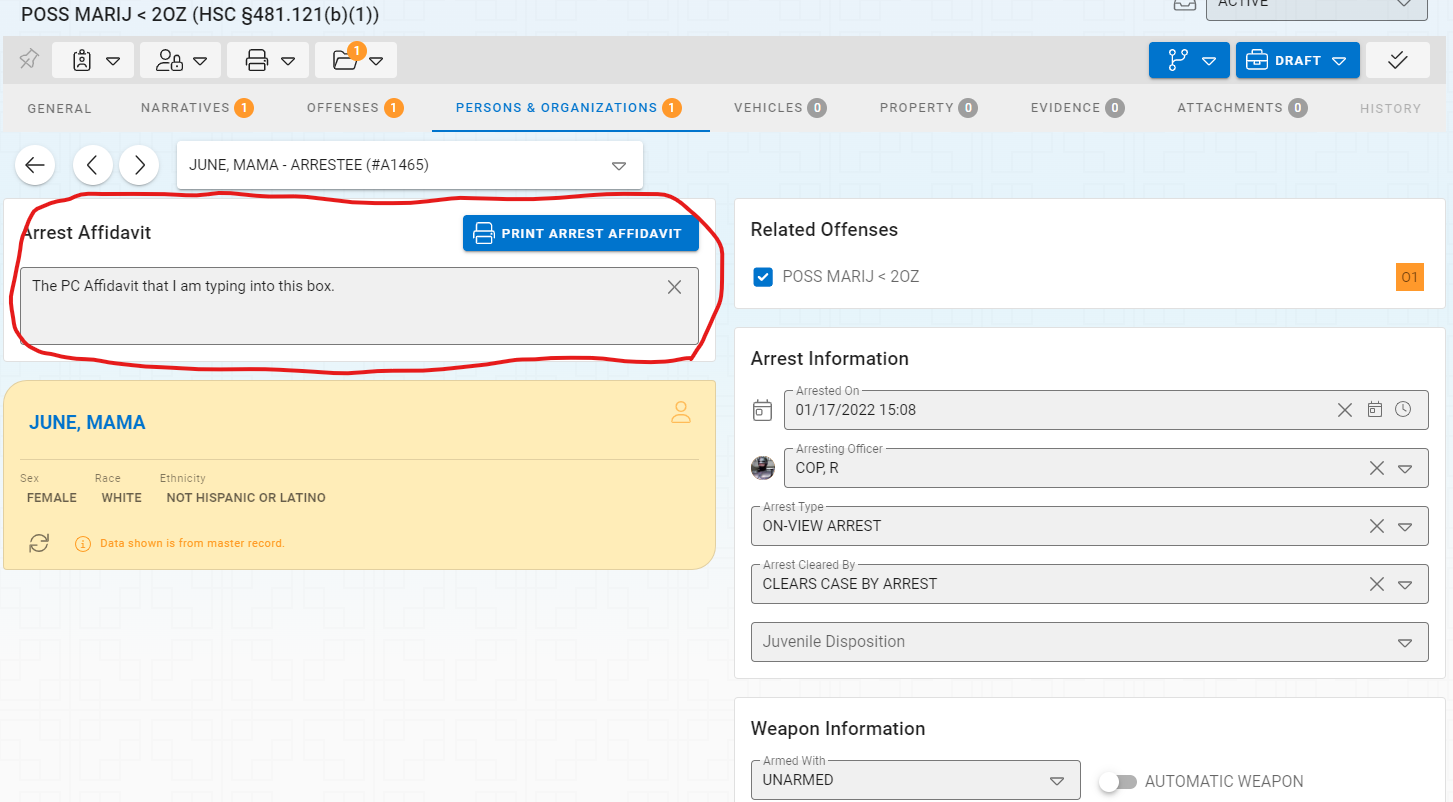 POSS MARIJ < 2OZ (HSC §481.121(b)(1))
ACTIVE
1
DRAFT
GENERAL
NARRATIVES 1
OFFENSES 1
PERSONS & ORGANIZATIONS 1
VEHICLES 0
PROPERTY 0
EVIDENCE 0
ATTACHMENTS 0
HISTORY
JUNE, MAMA - ARRESTEE (#A1465)
Arrest Affidavit
PRINT ARREST AFFIDAVIT
The PC Affidavit that I am typing into this box.
JUNE, MAMA
Sex
Race
Ethnicity
FEMALE
WHITE
NOT HISPANIC OR LATINO
Data shown is from master record.
Related Offenses
POSS MARIJ < 2OZ
O1
Arrest Information
Arrested On
01/17/2022 15:08
Arresting Officer
COP, R
Arrest Type
ON-VIEW ARREST
Arrest Cleared By
CLEARS CASE BY ARREST
Juvenile Disposition
Weapon Information
Armed With
UNARMED
AUTOMATIC WEAPON